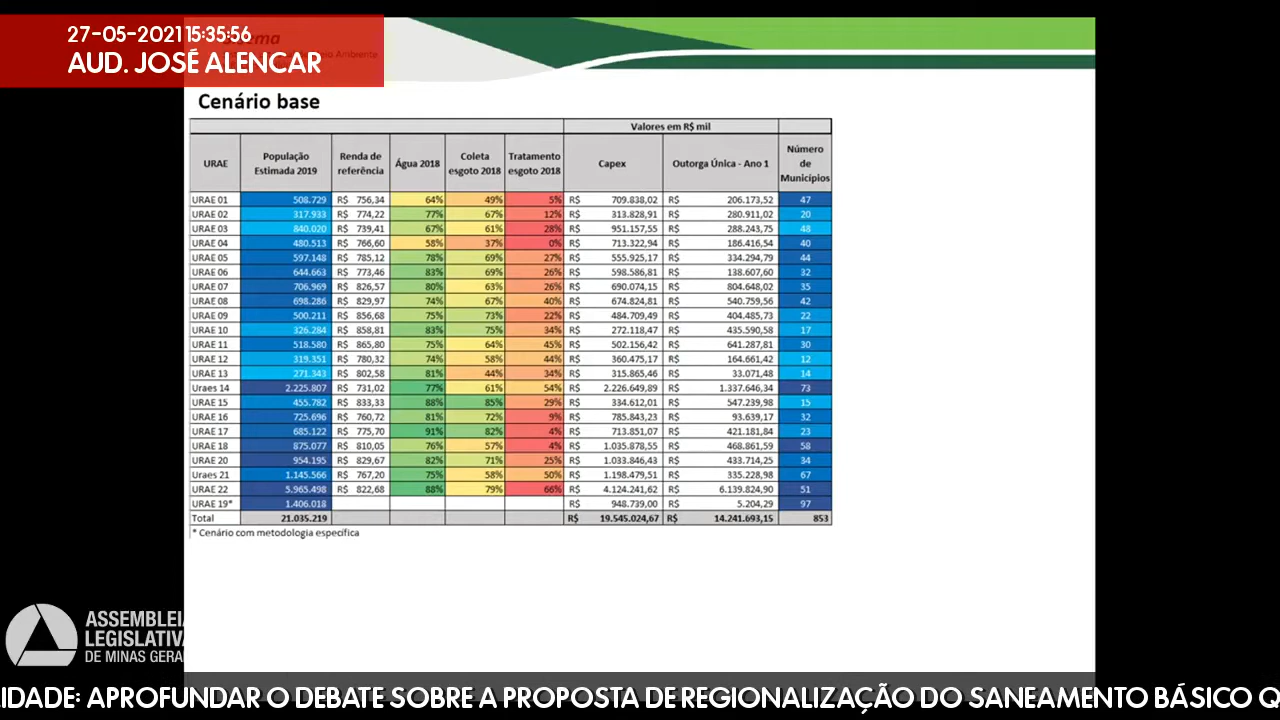 27-05-2021 15:35:56
AUD. JOSÉ ALENCAR
Cenário base
Valores em R$ mil
URAE População Estimada 2019 Renda de referência Água 2018 Coleta esgoto 2018 Tratamento esgoto 2018 Capex Outorga Única - Ano 1 Número de Municípios
URAE 01 508.729 R$ 756,34 64% 49% 5% R$ 709.838,02 R$ 206.173,52 47
URAE 02 317.933 R$ 774,22 77% 67% 12% R$ 313.828,91 R$ 280.911,02 20
URAE 03 840.020 R$ 739,41 67% 61% 28% R$ 951.157,55 R$ 288.243,75 48
URAE 04 480.513 R$ 766,60 58% 37% 0% R$ 713.322,94 R$ 186.416,54 40
URAE 05 597.148 R$ 785,12 78% 69% 27% R$ 555.925,17 R$ 334.294,79 44
URAE 06 644.663 R$ 773,46 83% 69% 26% R$ 598.586,81 R$ 138.607,60 32
URAE 07 706.969 R$ 826,57 80% 63% 26% R$ 690.074,15 R$ 804.648,02 35
URAE 08 698.286 R$ 829,97 74% 67% 40% R$ 674.824,81 R$ 540.759,56 42
URAE 09 500.211 R$ 856,68 75% 73% 22% R$ 484.709,49 R$ 404.485,73 22
URAE 10 326.284 R$ 858,81 83% 75% 34% R$ 272.118,47 R$ 435.590,58 17
URAE 11 518.580 R$ 865,80 75% 64% 45% R$ 502.156,42 R$ 641.287,81 30
URAE 12 319.351 R$ 780,32 74% 58% 44% R$ 360.475,17 R$ 164.661,42 12
URAE 13 271.343 R$ 802,58 81% 44% 34% R$ 315.865,46 R$ 33.071,48 14
Uraes 14 2.225.807 R$ 731,02 77% 61% 54% R$ 2.226.649,89 R$ 1.337.646,34 73
URAE 15 455.782 R$ 833,33 88% 85% 29% R$ 334.612,01 R$ 547.239,98 15
URAE 16 725.696 R$ 760,72 81% 72% 9% R$ 785.843,23 R$ 93.639,17 32
URAE 17 685.122 R$ 775,70 91% 82% 4% R$ 713.851,07 R$ 421.181,84 23
URAE 18 875.077 R$ 810,05 76% 57% 4% R$ 1.035.878,55 R$ 468.861,59 58
URAE 20 954.195 R$ 829,67 82% 71% 25% R$ 1.033.846,43 R$ 433.714,25 34
Uraes 21 1.145.566 R$ 767,20 75% 58% 50% R$ 1.198.479,51 R$ 335.228,98 67
URAE 22 5.965.498 R$ 822,68 88% 79% 66% R$ 4.124.241,62 R$ 6.139.824,90 51
URAE 19* 1.406.018 R$ 948.739,00 R$ 5.204,29 97
Total 21.035.219 R$ 19.545.024,67 R$ 14.241.693,15 853
* Cenário com metodologia específica
ASSEMBLEIA
LEGISLATIVA
DE MINAS GERAI
LIDADE: APROFUNDAR O DEBATE SOBRE A PROPOSTA DE REGIONALIZAÇÃO DO SANEAMENTO BÁSICO Q